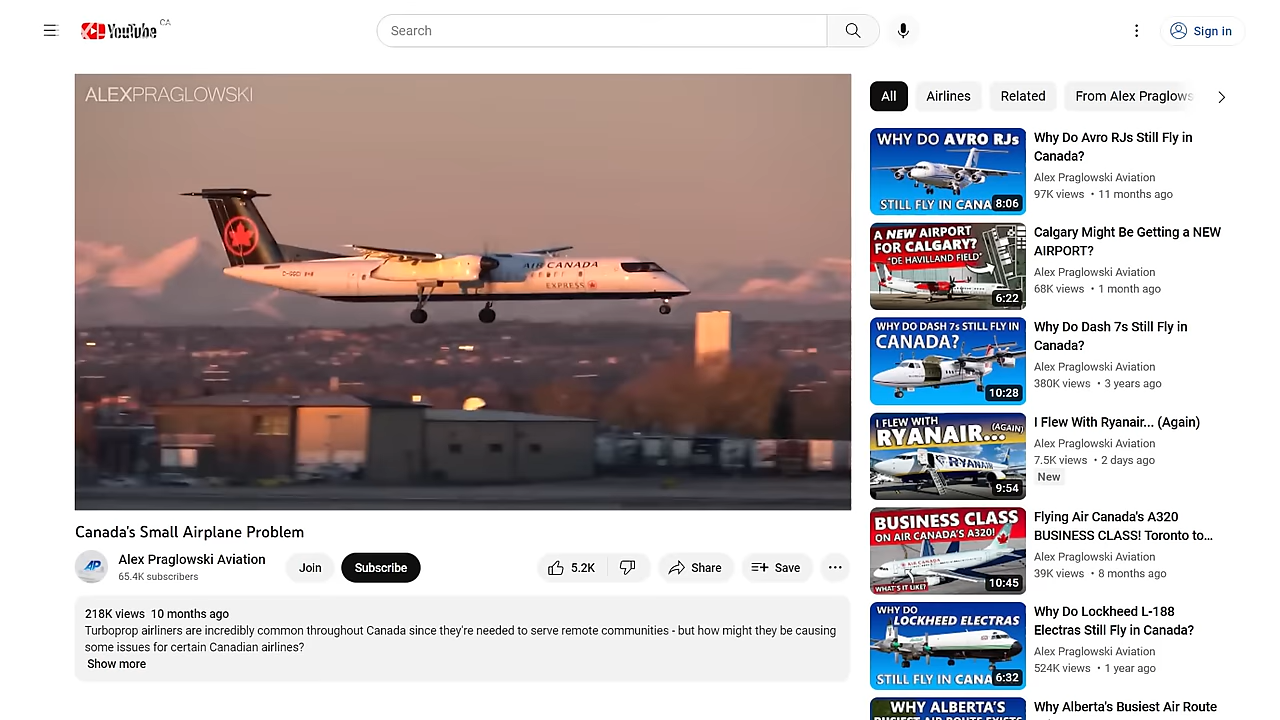 YouTube CA
Search
Sign in
ALEXPRAGLOWSKI
AIR CANADA
EXPRESS
Canada's Small Airplane Problem
Alex Praglowski Aviation
65.4K subscribers
Join
Subscribe
5.2K
Share
Save
218K views 10 months ago
Turboprop airliners are incredibly common throughout Canada since they're needed to serve remote communities - but how might they be causing
some issues for certain Canadian airlines?
Show more
All
Airlines
Related
From Alex Praglows
WHY DO AVRO RJs
STILL FLY IN CANA
8:06
Why Do Avro RJs Still Fly in
Canada?
Alex Praglowski Aviation
97K views • 11 months ago
A NEW AIRPORT
FOR CALGARY?
"DE HAVILLAND FIELD"
6:22
Calgary Might Be Getting a NEW
AIRPORT?
Alex Praglowski Aviation
68K views • 1 month ago
WHY DO DASH 7s STILL FLY IN
CANADA?
10:28
Why Do Dash 7s Still Fly in
Canada?
Alex Praglowski Aviation
380K views • 3 years ago
I FLEW WITH
RYANAIR... (AGAIN)
RYANAIR
9:54
I Flew With Ryanair... (Again)
Alex Praglowski Aviation
7.5K views • 2 days ago
New
BUSINESS CLASS
ON AIR CANADA'S A320!
WHAT'S IT LIKE?
10:45
Flying Air Canada's A320
BUSINESS CLASS! Toronto to...
Alex Praglowski Aviation
39K views • 8 months ago
WHY DO
LOCKHEED ELECTRAS
STILL FLY IN CANA
6:32
Why Do Lockheed L-188
Electras Still Fly in Canada?
Alex Praglowski Aviation
524K views • 1 year ago
WHY ALBERTA'S
BUSIEST AIR ROUTE EXISTS
Why Alberta's Busiest Air Route